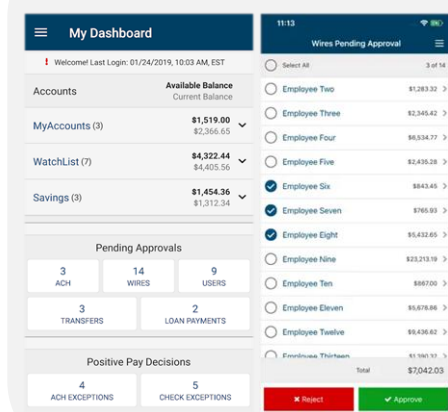 My Dashboard
! Welcome! Last Login: 01/24/2019, 10:03 AM, EST
Accounts
Available Balance
Current Balance
MyAccounts (3)
$1,519.00
$2,366.65
WatchList (7)
$4,322.44
$4,405.56
Savings (3)
$1,454.36
$1,312.34
Pending Approvals
3
ACH
14
WIRES
9
USERS
3
TRANSFERS
2
LOAN PAYMENTS
Positive Pay Decisions
4
ACH EXCEPTIONS
5
CHECK EXCEPTIONS
11:13
Wires Pending Approval
Select All 3 of 14
Employee Two $1,283.32
Employee Three $2,345.42
Employee Four $6,534.77
Employee Five $2,435.28
Employee Six $843.45
Employee Seven $765.93
Employee Eight $5,432.65
Employee Nine $23,213.19
Employee Ten $867.00
Employee Eleven $5,678.86
Employee Twelve $9,436.62
Employee Thirteen
Total $7,042.03
Reject
Approve